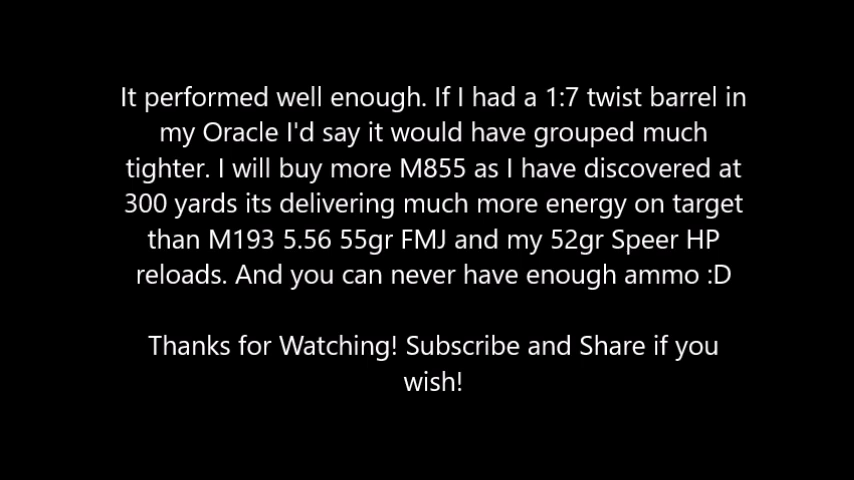 It performed well enough. If I had a 1:7 twist barrel in
my Oracle I'd say it would have grouped much
tighter. I will buy more M855 as I have discovered at
300 yards its delivering much more energy on target
than M193 5.56 55gr FMJ and my 52gr Speer HP
reloads. And you can never have enough ammo :D
Thanks for Watching! Subscribe and Share if you
wish!